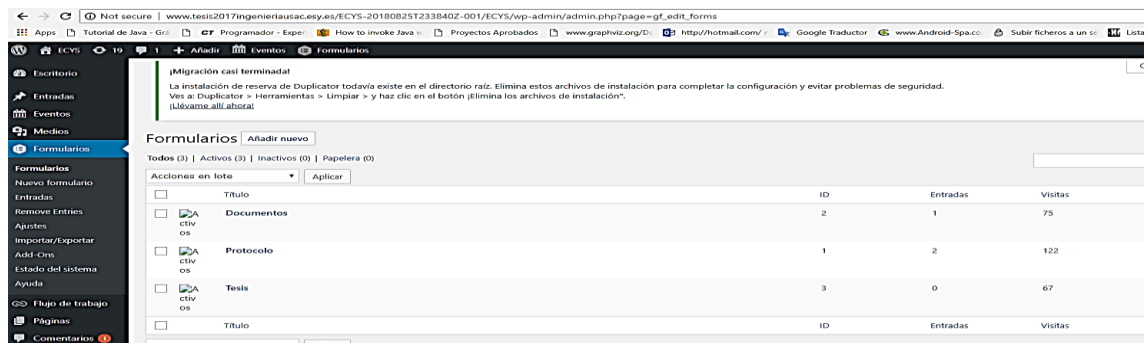 Not secure | www.tesis2017ingenieriausac.esy.es/ECYS-20180825T233840Z-001/ECYS/wp-admin/admin.php?page=gf_edit_forms
Apps Tutorial de Java - Gra GT Programador - Exper How to invoke Java v Proyectos Aprobados www.graphviz.org/Dc http://hotmail.com/ Google Traductor www.Android-Spa.co Subir ficheros a un se Lista
ECYS 19 1 + Añadir Eventos Formularios
Escritorio
Entradas
Eventos
Medios
Formularios
Formularios
Nuevo formulario
Entradas
Remove Entries
Ajustes
Importar/Exportar
Add-Ons
Estado del sistema
Ayuda
Flujo de trabajo
Páginas
Comentarios 1
¡Migración casi terminada!
La instalación de reserva de Duplicator todavía existe en el directorio raíz. Elimina estos archivos de instalación para completar la configuración y evitar problemas de seguridad.
Ves a: Duplicator > Herramientas > Limpiar > y haz clic en el botón ¡Elimina los archivos de instalación".
¡Llévame allí ahora!
Formularios Añadir nuevo
Todos (3) | Activos (3) | Inactivos (0) | Papelera (0)
Acciones en lote Aplicar
Título ID Entradas Visitas
Activos Documentos 2 1 75
Activos Protocolo 1 2 122
Activos Tesis 3 0 67
Título ID Entradas Visitas